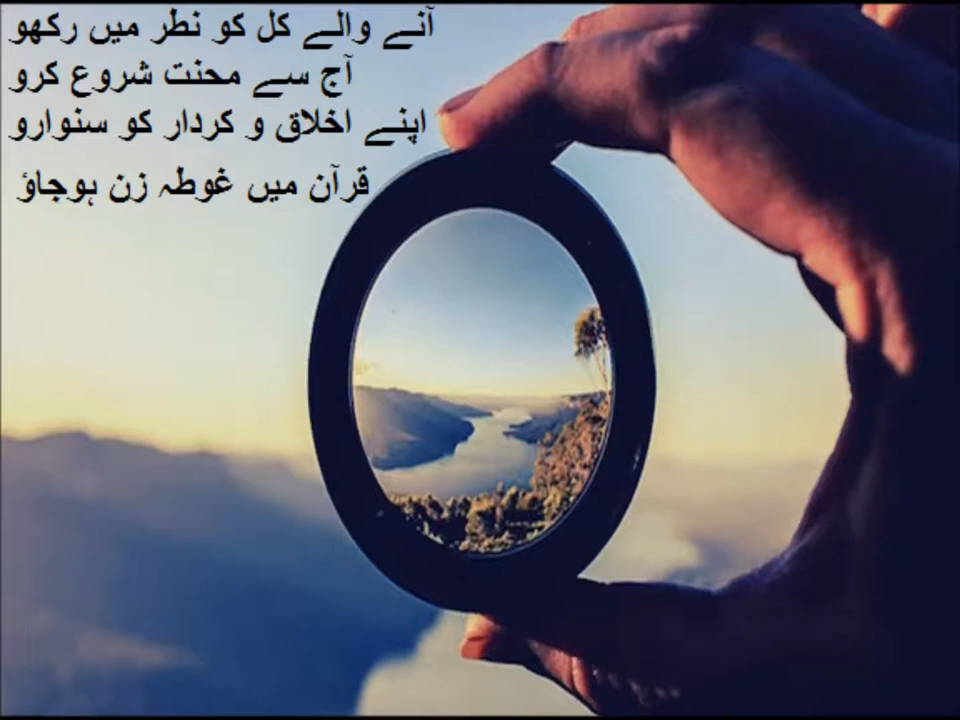 آنے والے کل کو نطر میں رکھو
آج سے محنت شروع کرو
اپنے اخلاق و کردار کو سنوارو
قرآن میں غوطہ زن ہوجاؤ